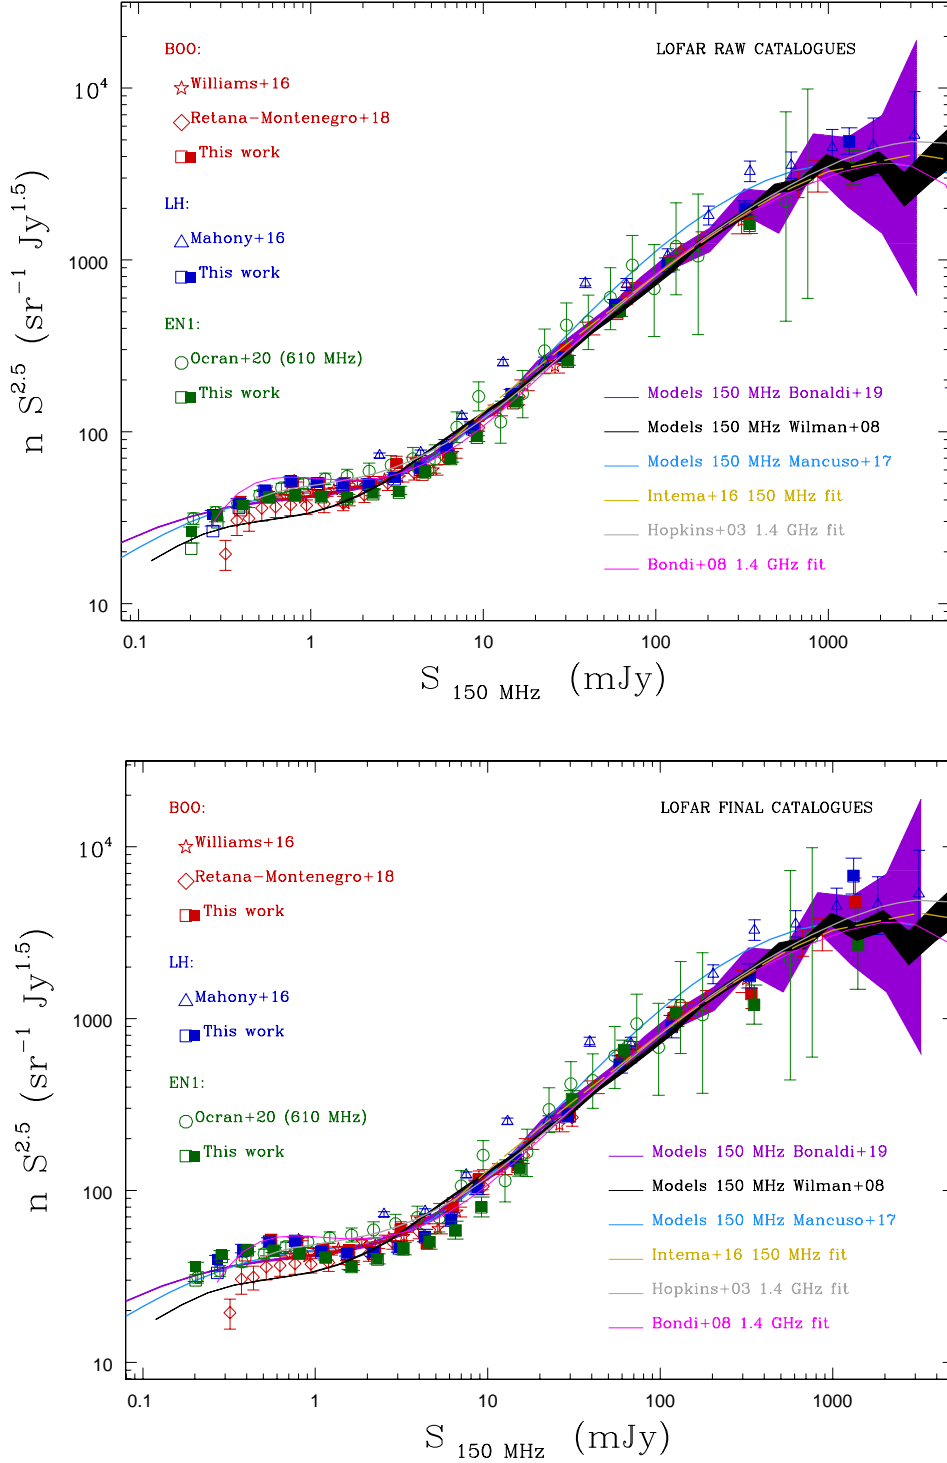 BOO:
LOFAR RAW CATALOGUES
Williams+16
Retana-Montenegro+18
This work
LH:
Mahony+16
This work
EN1:
Ocran+20 (610 MHz)
This work
Models 150 MHz Bonaldi+19
Models 150 MHz Wilman+08
Models 150 MHz Mancuso+17
Intema+16 150 MHz fit
Hopkins+03 1.4 GHz fit
Bondi+08 1.4 GHz fit
10^4
1000
100
10
n S^2.5 (sr^-1 Jy^1.5)
0.1 1 10 100 1000
S 150 MHz (mJy)
BOO:
LOFAR FINAL CATALOGUES
Williams+16
Retana-Montenegro+18
This work
LH:
Mahony+16
This work
EN1:
Ocran+20 (610 MHz)
This work
Models 150 MHz Bonaldi+19
Models 150 MHz Wilman+08
Models 150 MHz Mancuso+17
Intema+16 150 MHz fit
Hopkins+03 1.4 GHz fit
Bondi+08 1.4 GHz fit
10^4
1000
100
10
n S^2.5 (sr^-1 Jy^1.5)
0.1 1 10 100 1000
S 150 MHz (mJy)